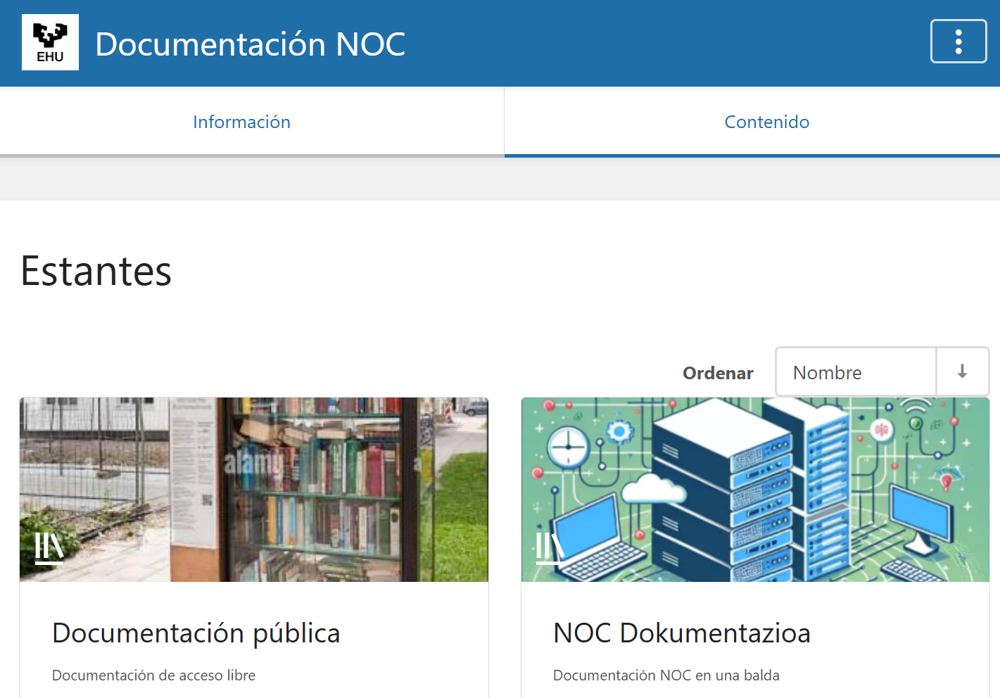 EHU
Documentación NOC
Información
Contenido
Estantes
Ordenar
Nombre
alamy
a
Documentación pública
NOC Dokumentazioa
Documentación de acceso libre
Documentación NOC en una balda